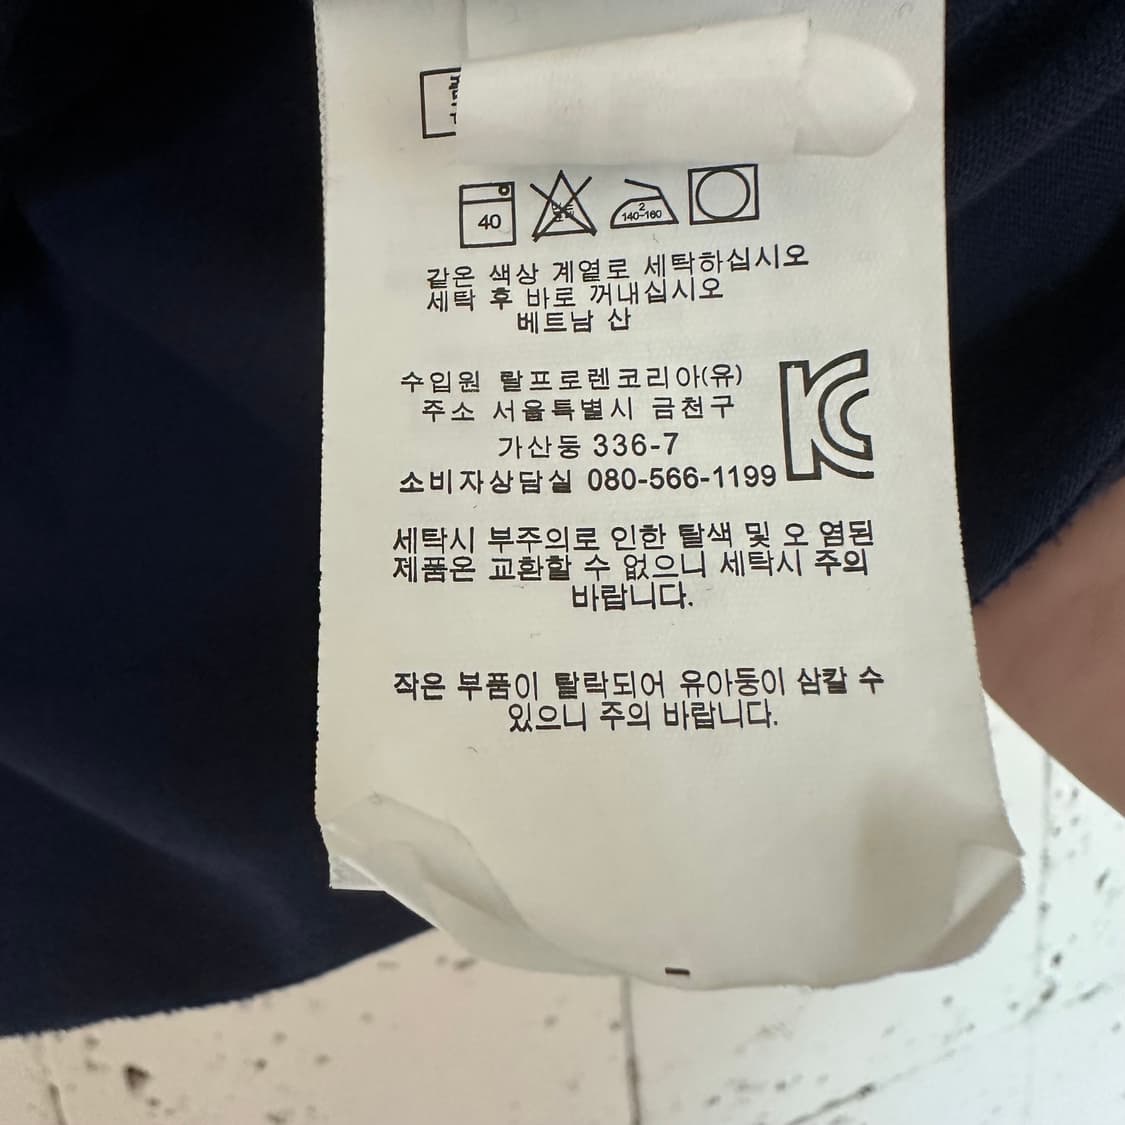 40
2
140-160
같온 색상 계열로 세탁하십시오
세탁 후 바로 꺼내십시오
베트남 산
수입원 랄프로렌코리아(유)
주소 서울특별시 금천구
가산둥 336-7
소비자상담실 080-566-1199
KC
세탁시 부주의로 인한 탈색 및 오 염된
제품온 교환할 수 없으니 세탁시 주의
바랍니다.
작은 부품이 탈락되어 유아둥이 삼킬 수
있으니 주의 바랍니다.